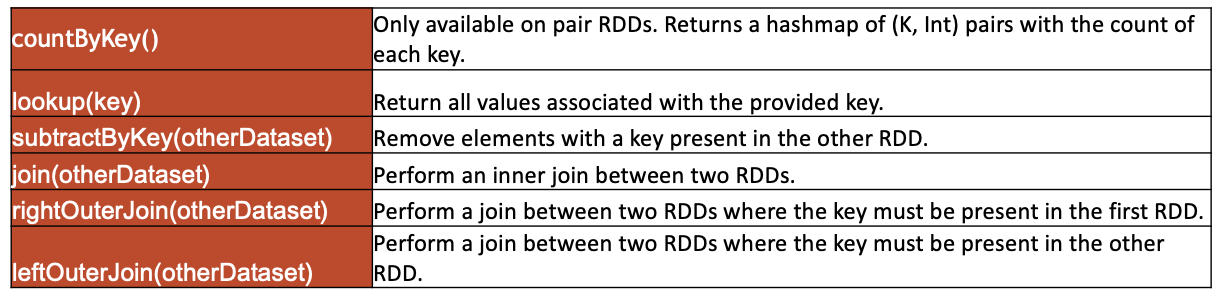 countByKey()
Only available on pair RDDs. Returns a hashmap of (K, Int) pairs with the count of
each key.
lookup(key)
Return all values associated with the provided key.
subtractByKey(otherDataset)
Remove elements with a key present in the other RDD.
join(otherDataset)
Perform an inner join between two RDDs.
rightOuterJoin(otherDataset)
Perform a join between two RDDs where the key must be present in the first RDD.
leftOuterJoin(otherDataset)
Perform a join between two RDDs where the key must be present in the other
RDD.